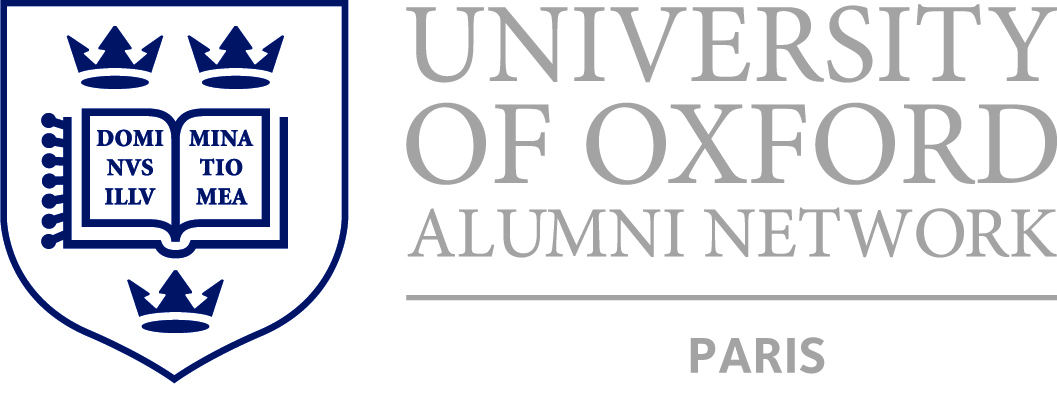 DOMI
NVS
ILLV
MINA
TIO
MEA
UNIVERSITY
OF OXFORD
ALUMNI NETWORK
PARIS